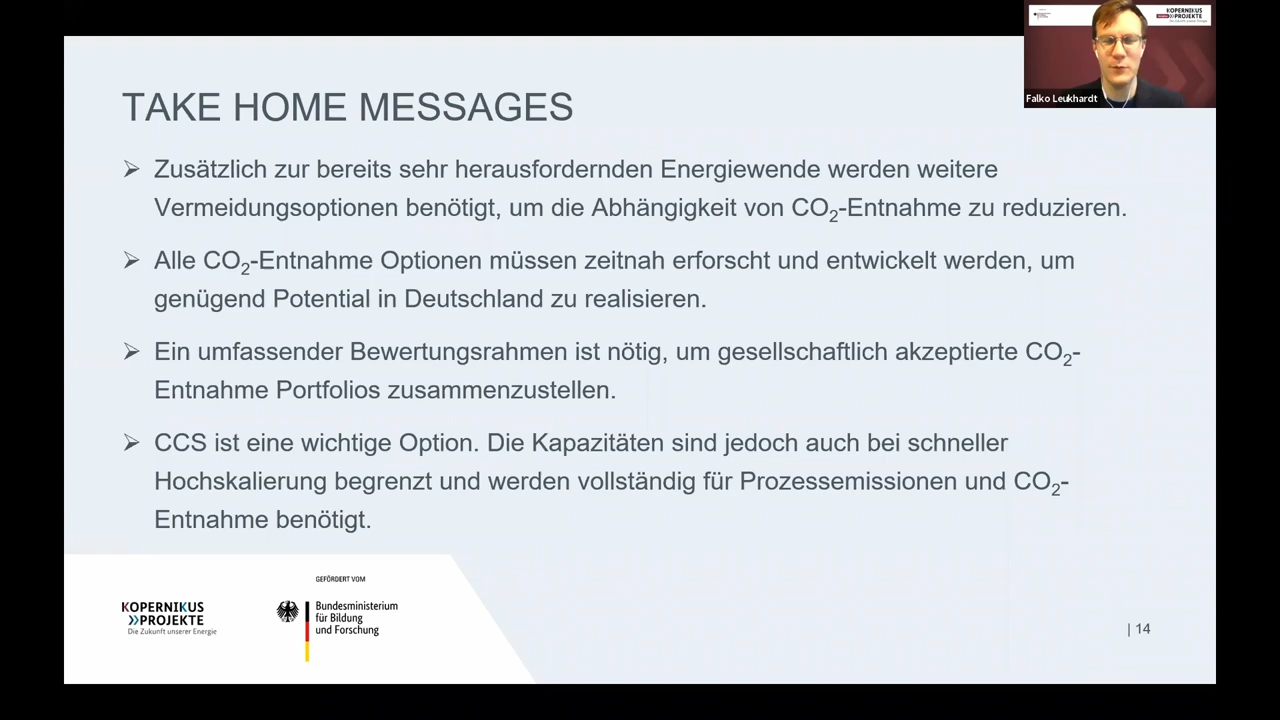 KOPERNIKUS
PROJEKTE
Falko Leukhardt
TAKE HOME MESSAGES
Zusätzlich zur bereits sehr herausfordernden Energiewende werden weitere
Vermeidungsoptionen benötigt, um die Abhängigkeit von CO₂-Entnahme zu reduzieren.
Alle CO₂-Entnahme Optionen müssen zeitnah erforscht und entwickelt werden, um
genügend Potential in Deutschland zu realisieren.
Ein umfassender Bewertungsrahmen ist nötig, um gesellschaftlich akzeptierte CO₂-
Entnahme Portfolios zusammenzustellen.
CCS ist eine wichtige Option. Die Kapazitäten sind jedoch auch bei schneller
Hochskalierung begrenzt und werden vollständig für Prozessemissionen und CO₂-
Entnahme benötigt.
GEFÖRDERT VOM
KOPERNIKUS
PROJEKTE
Die Zukunft unserer Energie
Bundesministerium
für Bildung
und Forschung
| 14